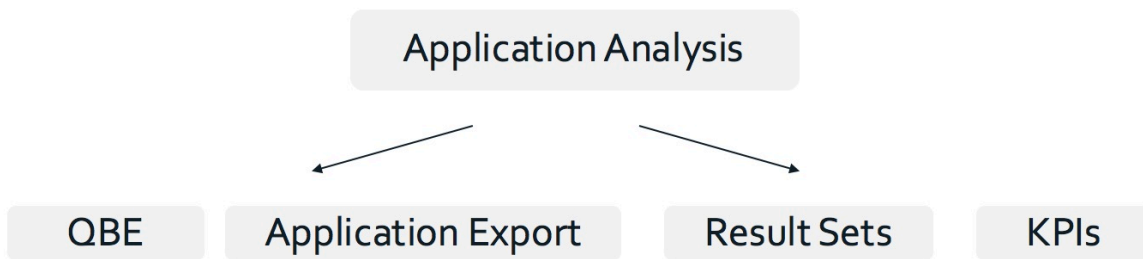 Application Analysis
QBE
Application Export
Result Sets
KPIs